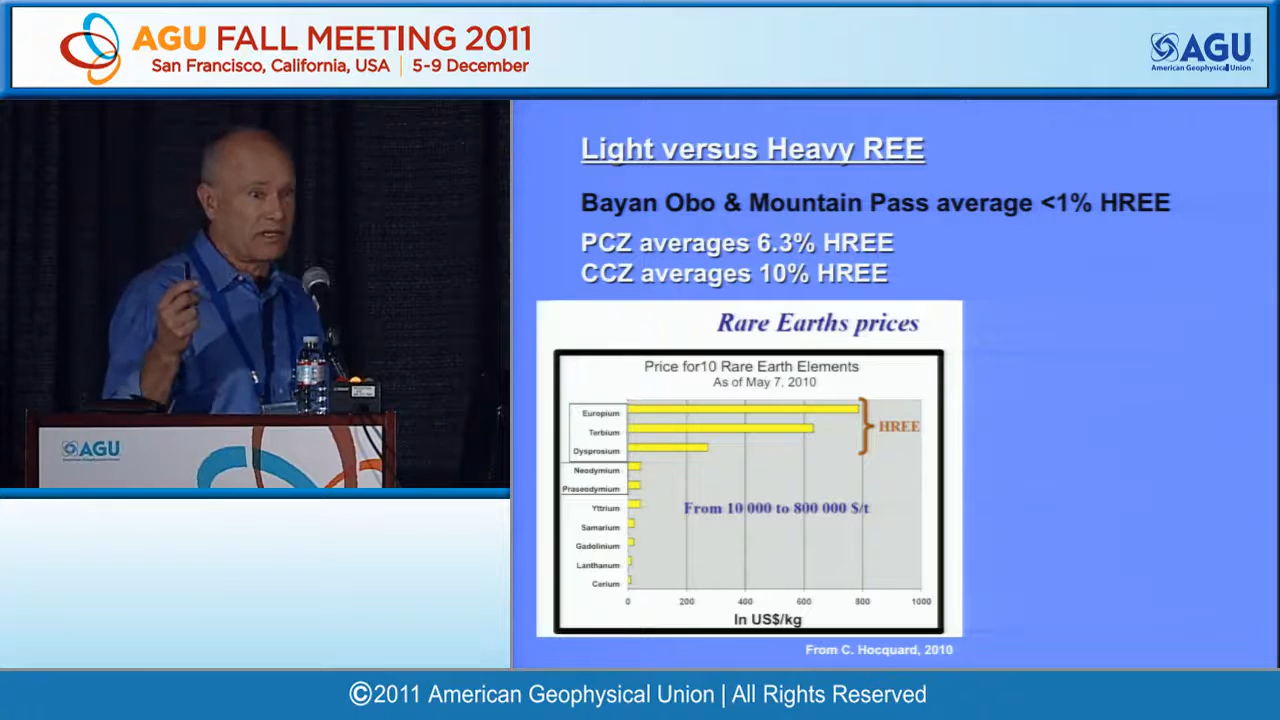 AGU FALL MEETING 2011
San Francisco, California, USA | 5-9 December
AGU
American Geophysical Union
Light versus Heavy REE
Bayan Obo & Mountain Pass average <1% HREE
PCZ averages 6.3% HREE
CCZ averages 10% HREE
Rare Earths prices
Price for10 Rare Earth Elements
As of May 7, 2010
Europium
Terbium
HREE
Dysprosium
Neodymium
Praseodymium
Yttrium
From 10 000 to 800 000 $/t
Samarium
Gadolinium
Lanthanum
Cerium
0 200 400 600 800 1000
In US$/kg
From C. Hocquard, 2010
AGU
©2011 American Geophysical Union | All Rights Reserved